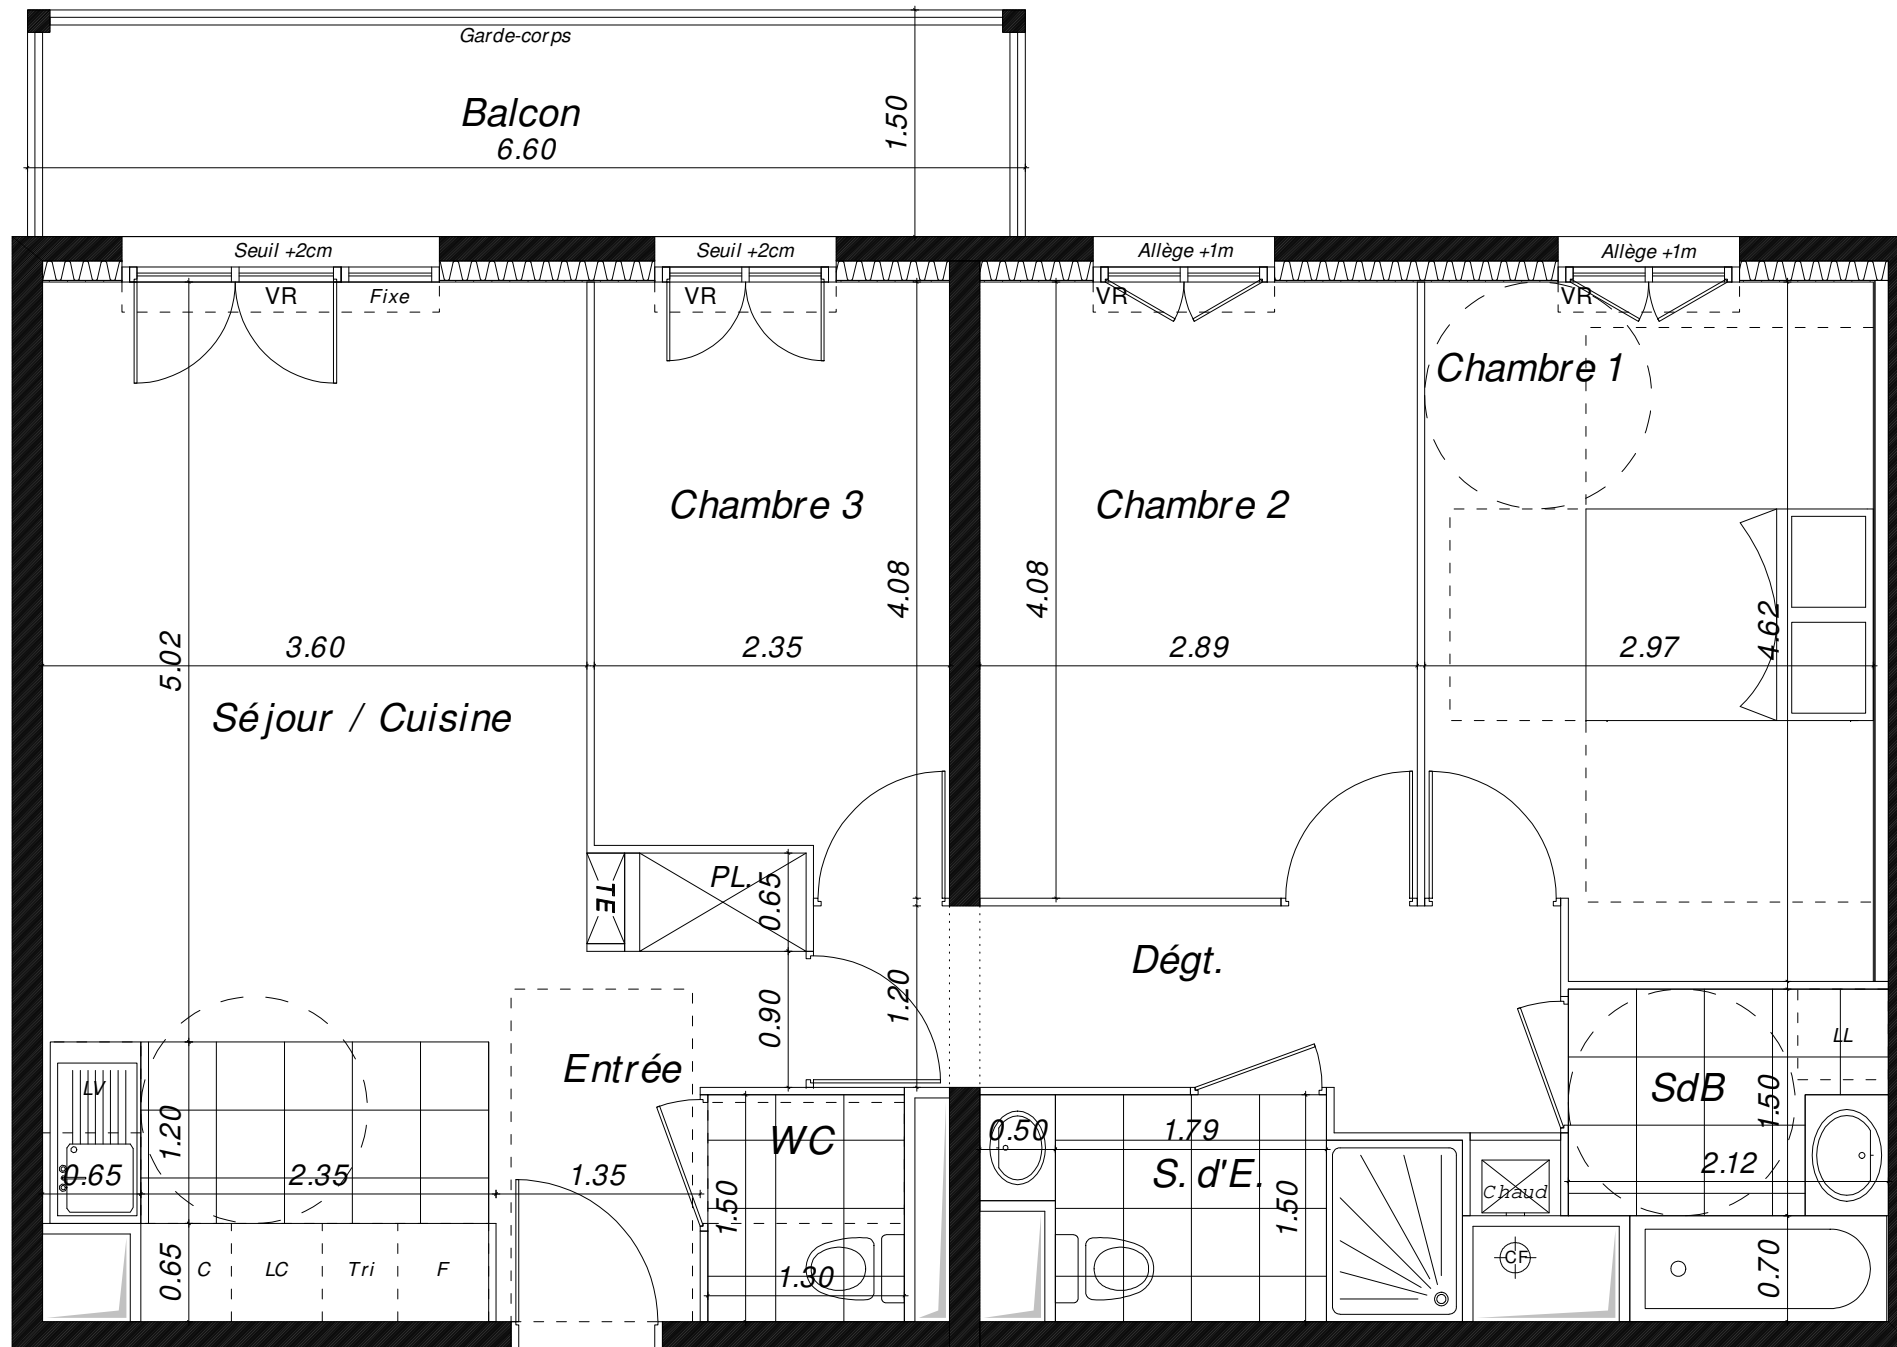 Garde-corps
Balcon
6.60
1.50
Seuil +2cm
Seuil +2cm
Allège +1m
Allège +1m
VR
Fixe
VR
VR
VR
Chambre 1
Chambre 3
Chambre 2
4.08
4.08
5.02
3.60
2.35
2.89
2.97
4.62
Séjour / Cuisine
PL.
0.65
TE
Dégt.
1.20
0.90
Entrée
LV
LL
SdB
1.50
1.20
WC
0.50
1.79
0.65
2.35
1.35
S. d'E.
2.12
1.50
1.50
Chaud
C
LC
Tri
F
0.65
1.30
CF
0.70